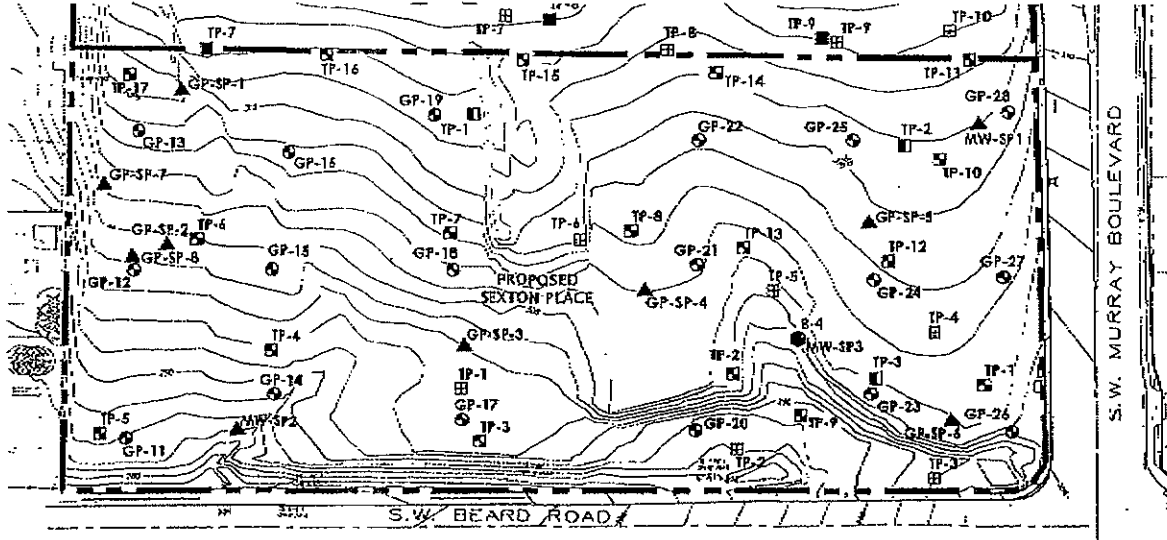 TP-7
TP-7
TP-8
TP-9
TP-9
TP-10
TP-16
TP-15
TP-14
TP-13
TP-17
GP-SP-1
GP-19
TP-1
GP-28
MW-SP1
GP-13
GP-22
GP-25
TP-2
GP-15
TP-10
GP-SP-7
GP-SP-2
TP-6
TP-7
TP-6
TP-8
GP-SP-5
GP-SP-8
GP-12
GP-15
GP-18
GP-21
TP-13
TP-12
GP-27
GP-24
PROPOSED
SEXTON PLACE
TP-5
GP-SP-4
TP-4
GP-SP-3
B-4
MW-SP3
TP-4
TP-1
TP-2
TP-3
TP-1
GP-14
GP-17
GP-23
TP-5
GP-11
MW-SP2
TP-3
GP-20
TP-9
GP-SP-6
GP-26
TP-2
TP-3
S.W. BEARD ROAD
S.W. MURRAY BOULEVARD